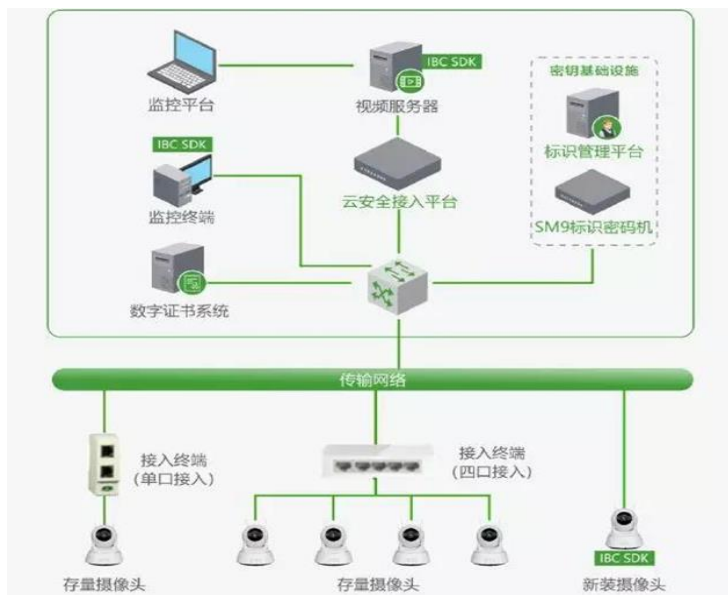 IBC SDK
密钥基础设施
监控平台
视频服务器
标识管理平台
IBC SDK
云安全接入平台
监控终端
SM9标识密码机
数字证书系统
传输网络
接入终端
(单口接入)
接入终端
(四口接入)
存量摄像头
存量摄像头
IBC SDK
新装摄像头